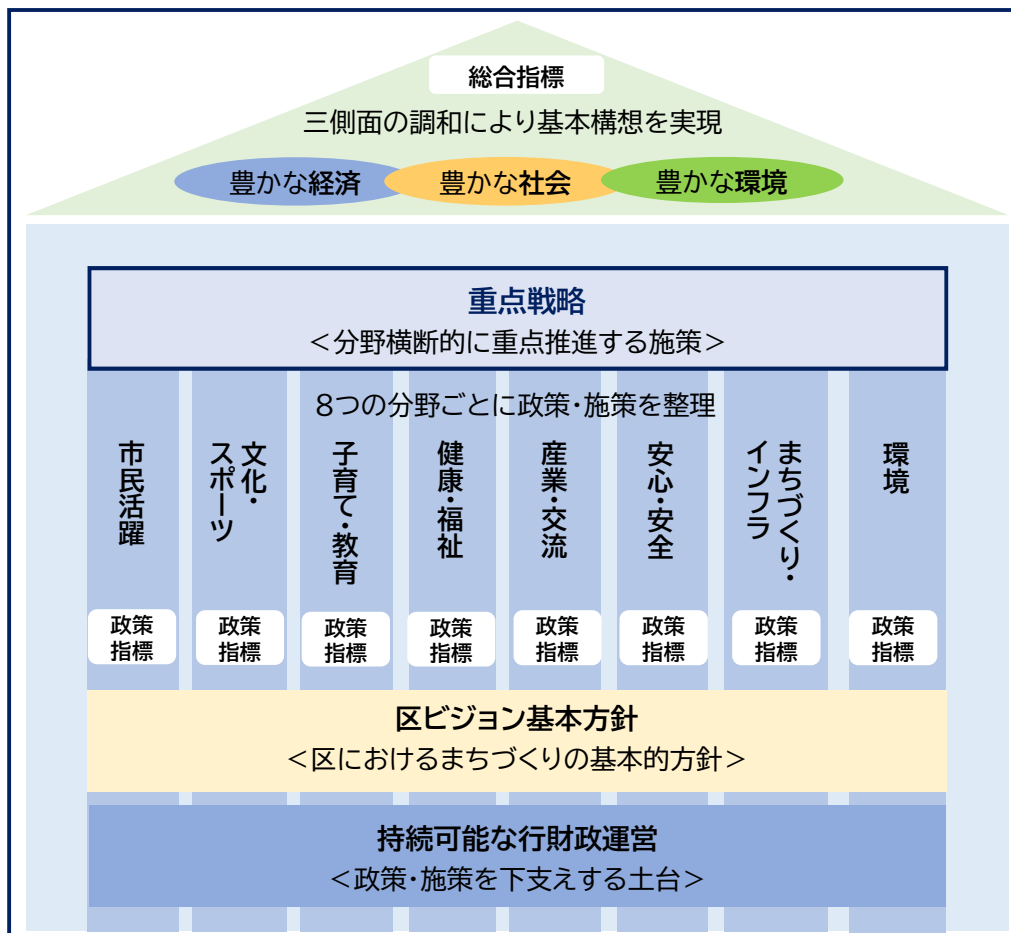 総合指標
三側面の調和により基本構想を実現
豊かな経済
豊かな社会
豊かな環境
重点戦略
＜分野横断的に重点推進する施策＞
8つの分野ごとに政策・施策を整理
市民活躍
文化・
スポーツ
子育て・教育
健康・福祉
産業・交流
安心・安全
まちづくり・
インフラ
環境
政策
指標
政策
指標
政策
指標
政策
指標
政策
指標
政策
指標
政策
指標
政策
指標
区ビジョン基本方針
＜区におけるまちづくりの基本的方針＞
持続可能な行財政運営
＜政策・施策を下支えする土台＞